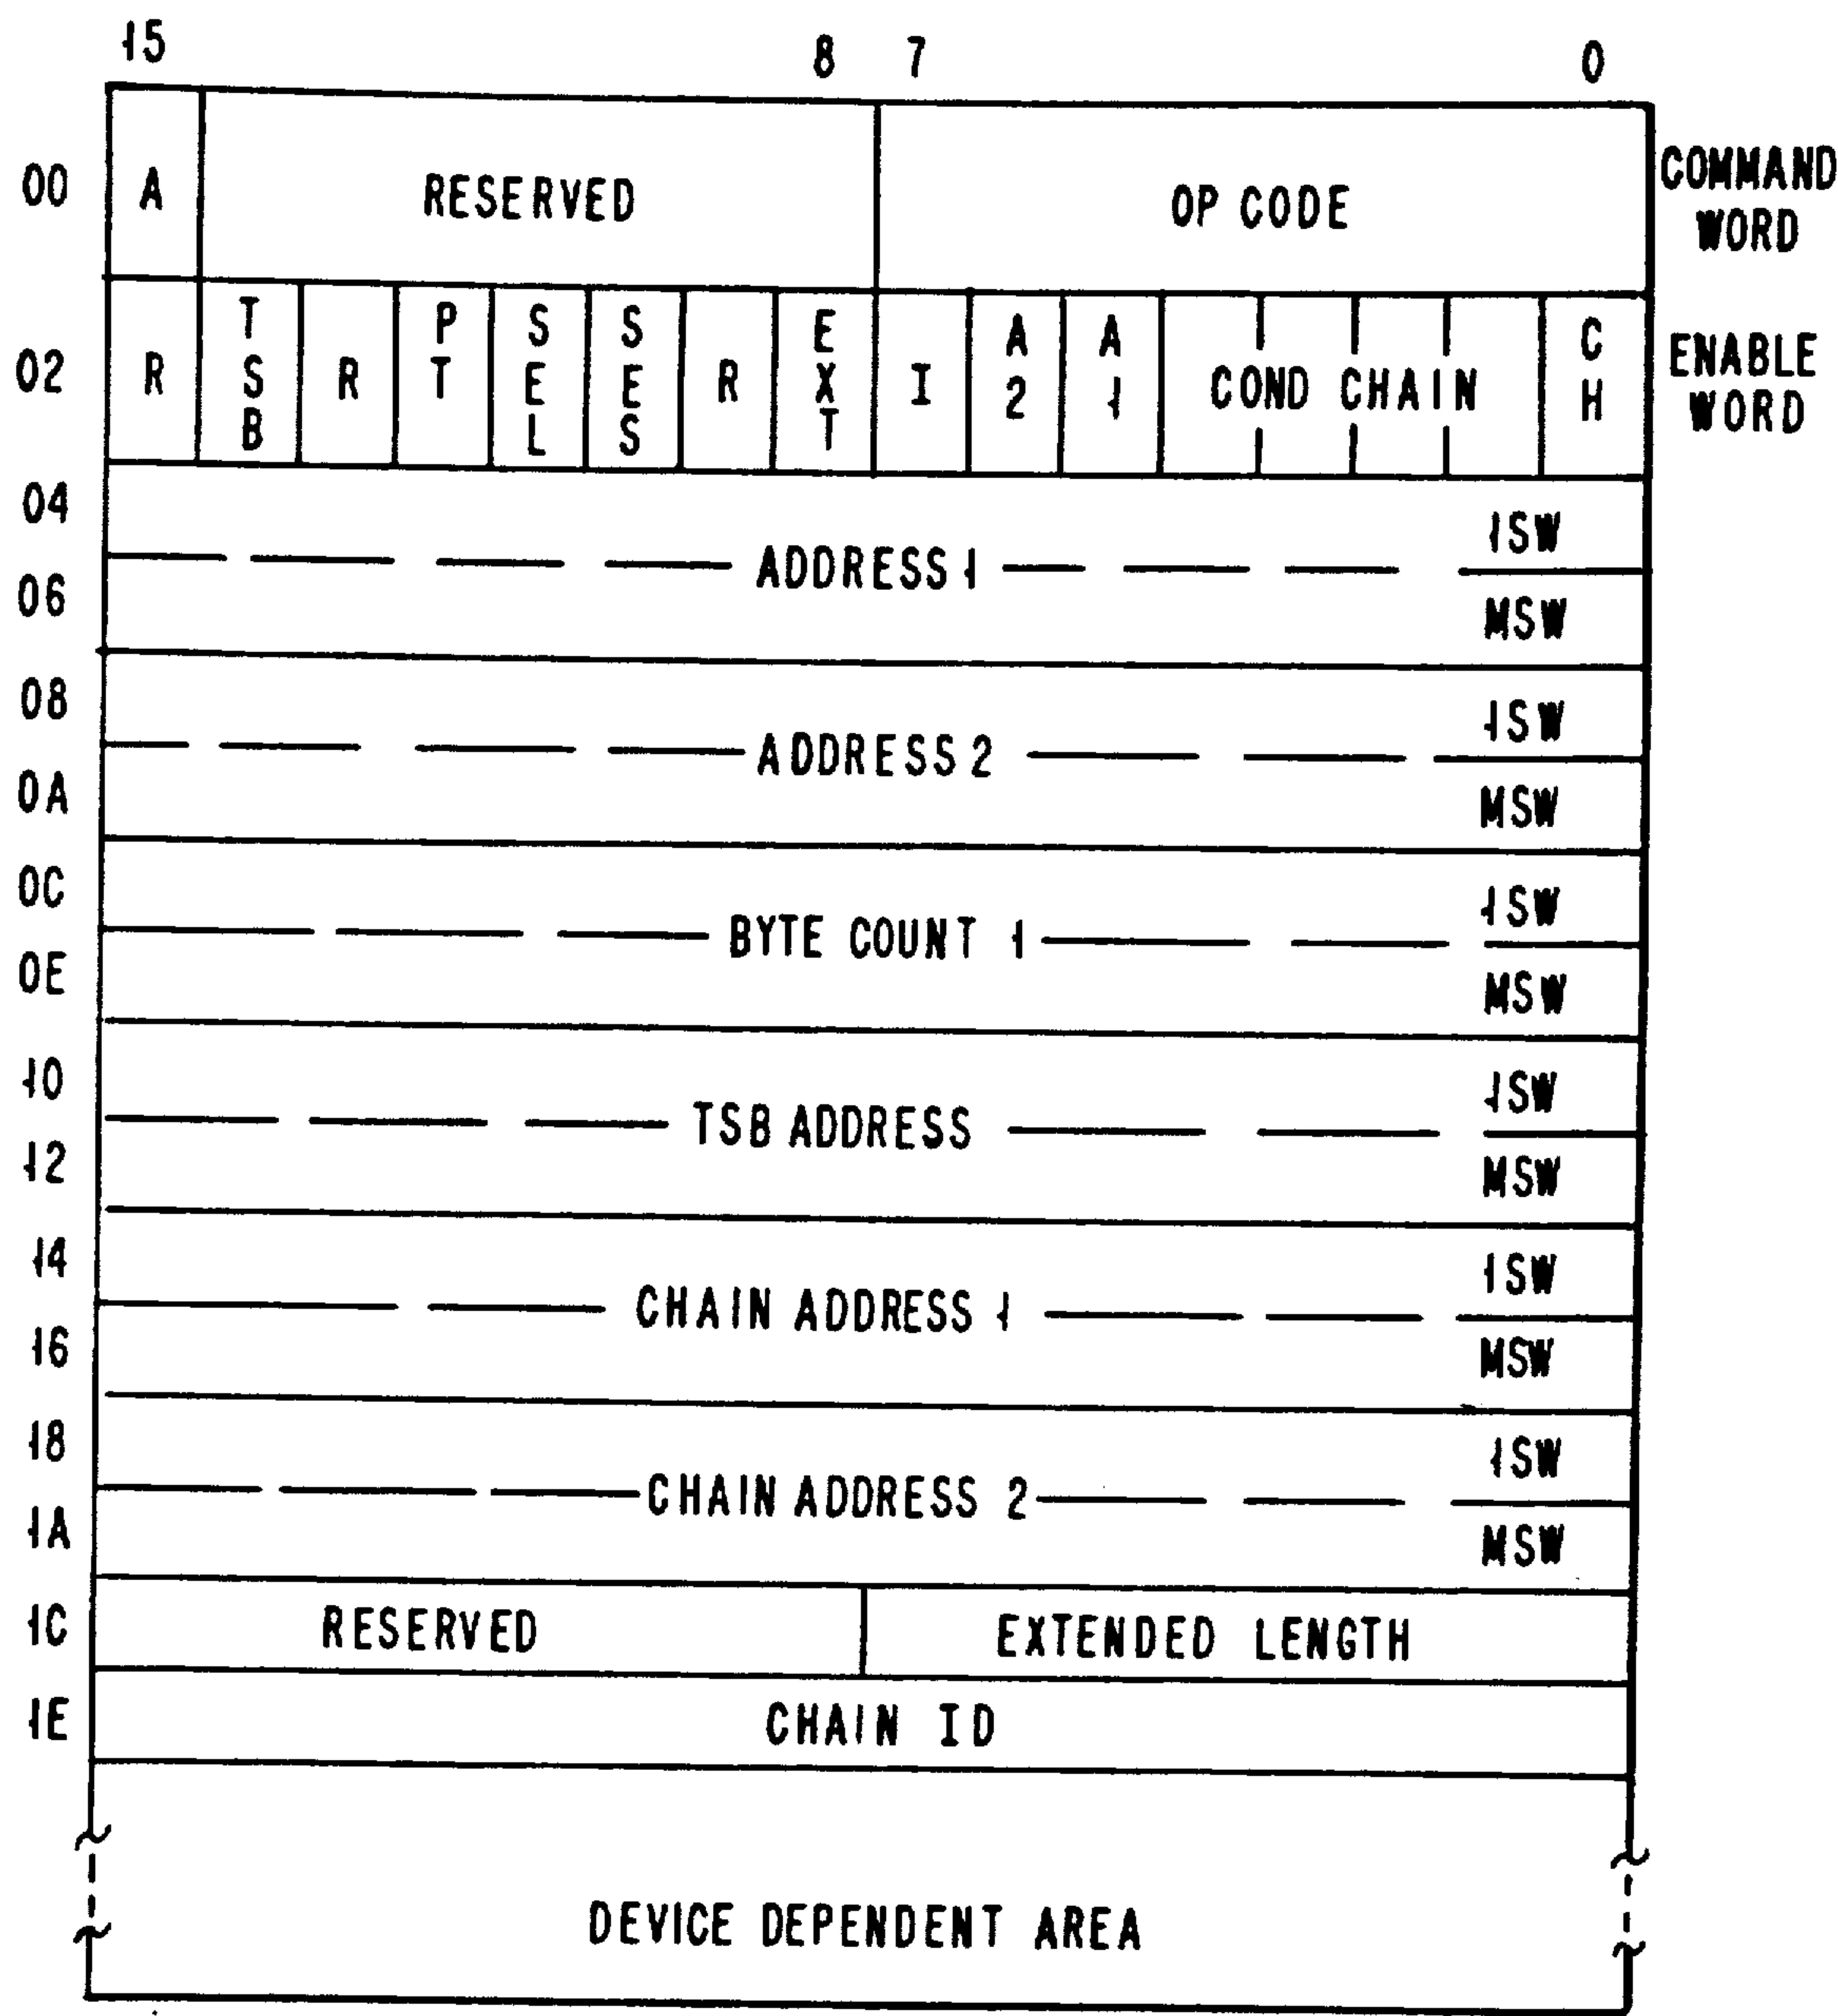 15 8 7 0
00 A RESERVED OP CODE COMMAND WORD
02 R TSB R PT SEL SES R EXT I A2 A1 COND CHAIN CH ENABLE WORD
04 1SW
ADDRESS 1
06 MSW
08 1SW
ADDRESS 2
0A MSW
0C 1SW
BYTE COUNT 1
0E MSW
10 1SW
TSB ADDRESS
12 MSW
14 1SW
CHAIN ADDRESS 1
16 MSW
18 1SW
CHAIN ADDRESS 2
1A MSW
1C RESERVED EXTENDED LENGTH
1E CHAIN ID
DEVICE DEPENDENT AREA